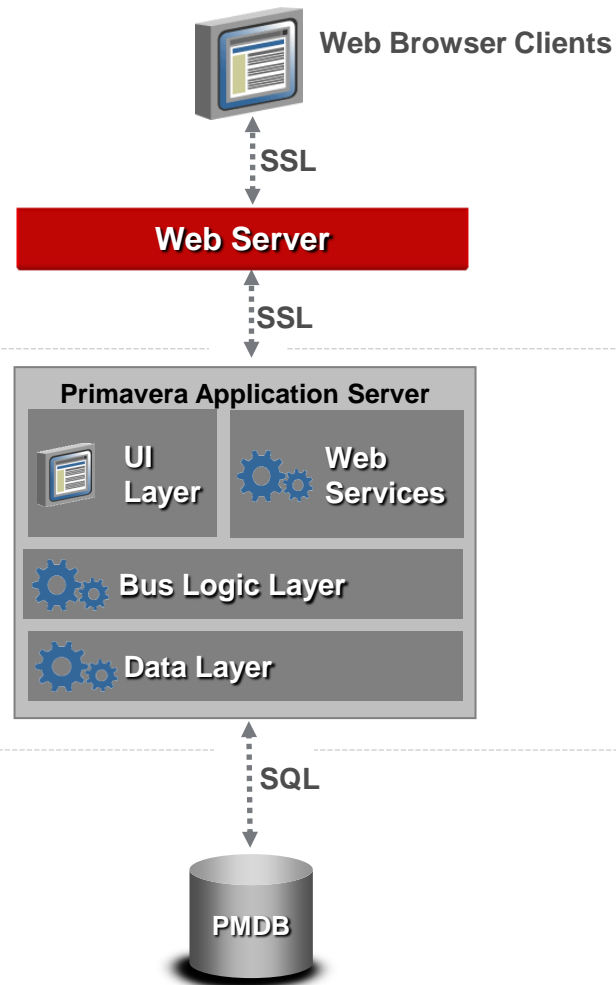 Web Browser Clients
SSL
Web Server
SSL
Primavera Application Server
UI
Layer
Web
Services
Bus Logic Layer
Data Layer
SQL
PMDB